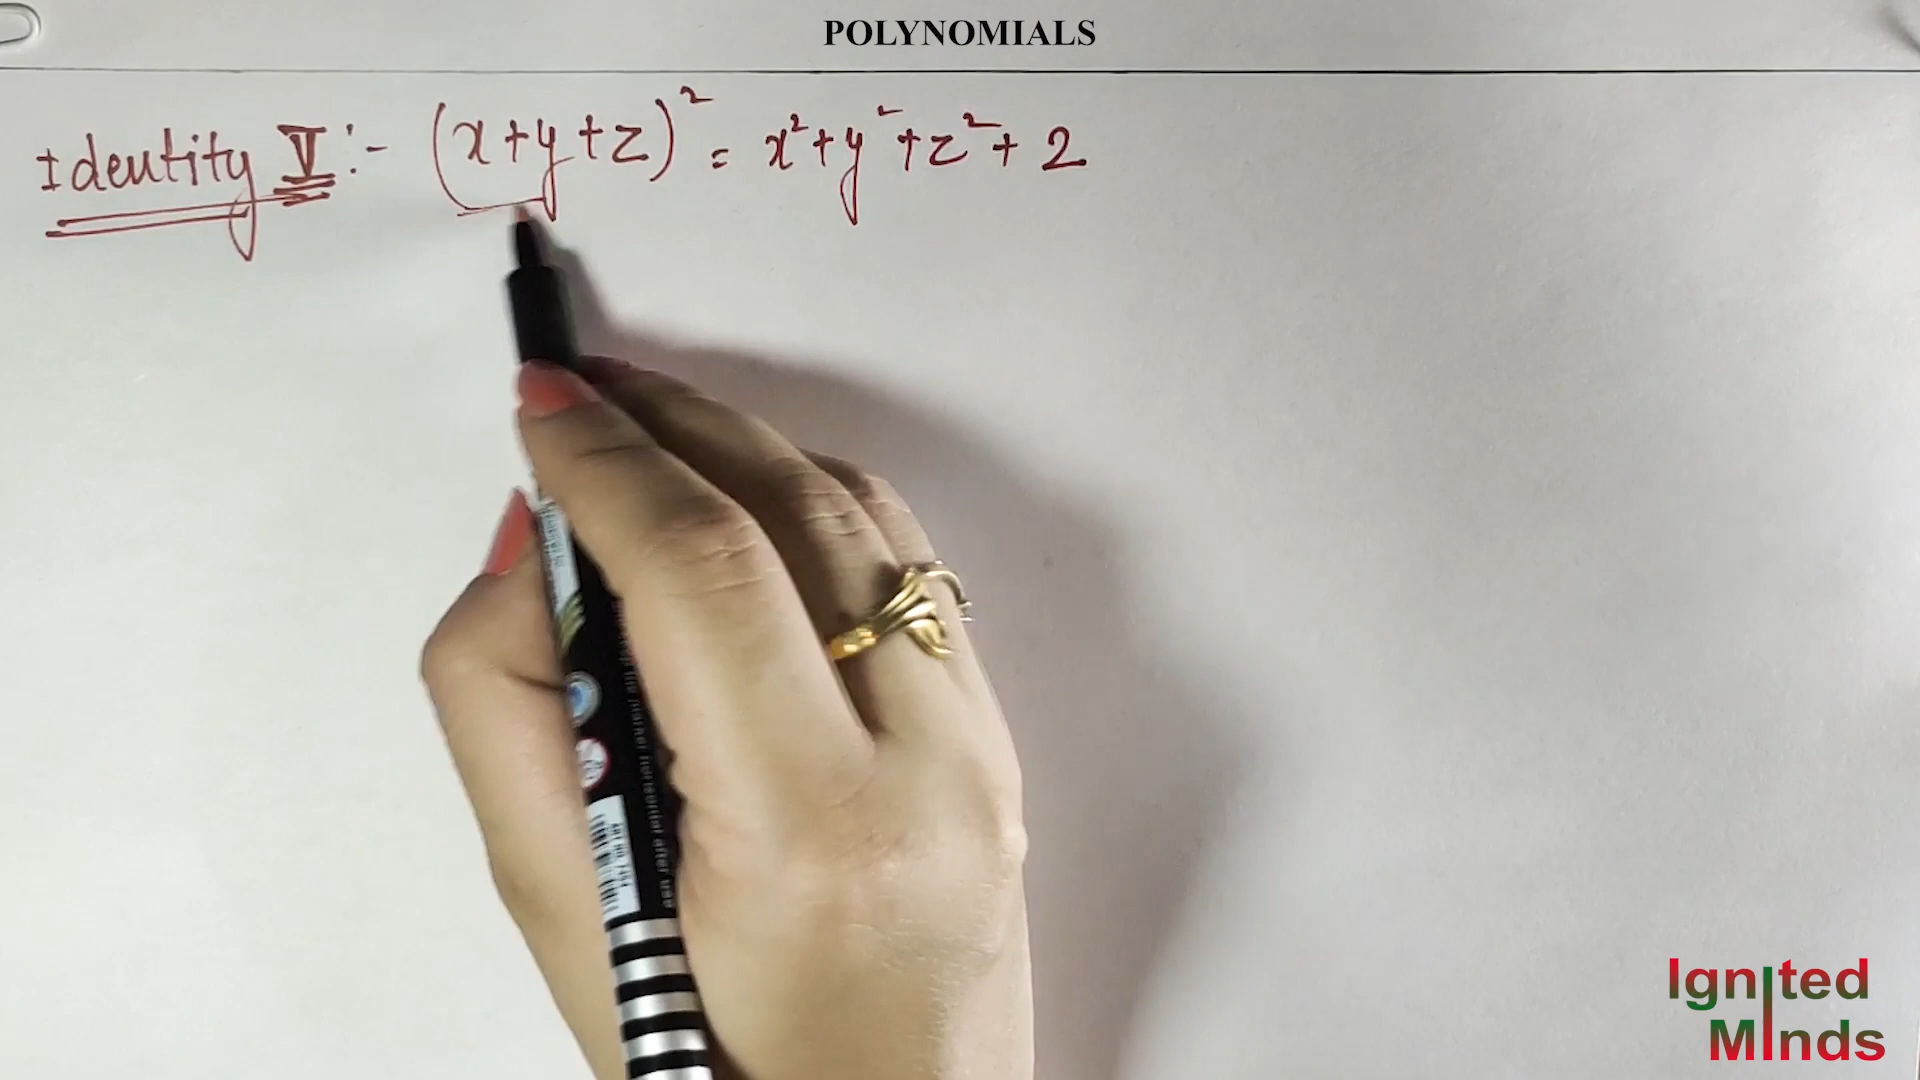 POLYNOMIALS
Identity V :- (x+y+z)² = x²+y²+z²+ 2
Ignited
Minds